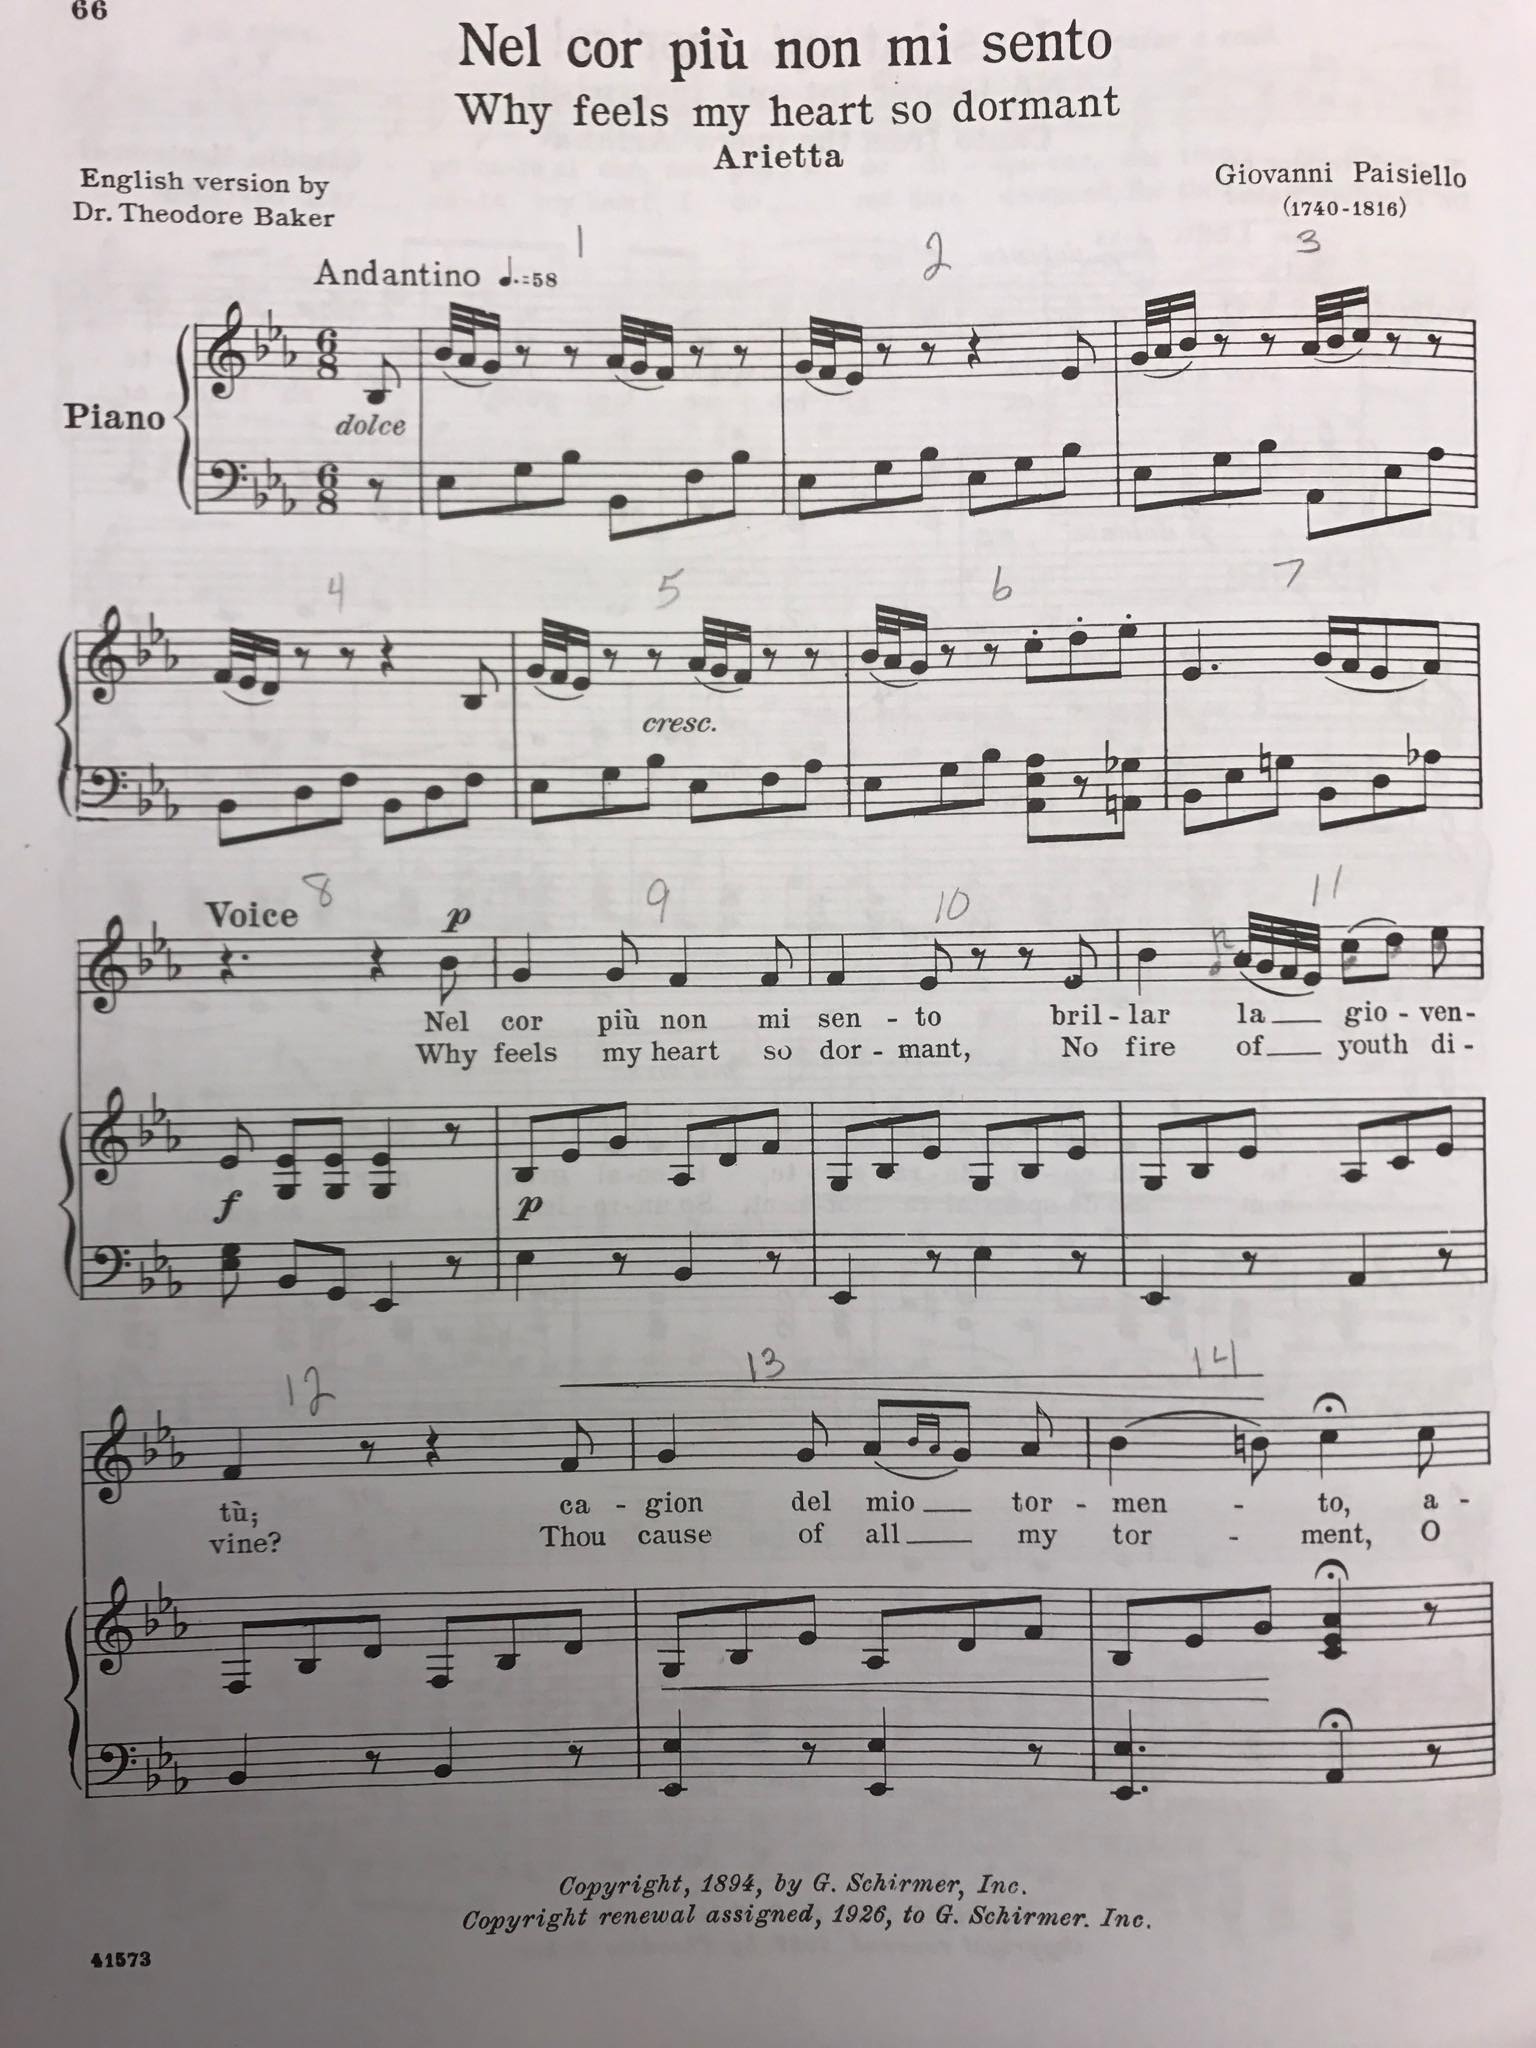 66
Nel cor più non mi sento
Why feels my heart so dormant
Arietta
English version by
Dr. Theodore Baker
Giovanni Paisiello
(1740-1816)
1 2 3
Andantino ♩.=58
6 8
Piano
dolce
6 8
4 5 6 7
cresc.
8 9 10 11
Voice p
Nel cor più non mi sen - to bril - lar la gio - ven-
Why feels my heart so dor - mant, No fire of youth di -
f p
12 13 14
tù; ca - gion del mio tor - men - to, a -
vine? Thou cause of all my tor - ment, O
Copyright, 1894, by G. Schirmer, Inc.
Copyright renewal assigned, 1926, to G. Schirmer. Inc.
41573